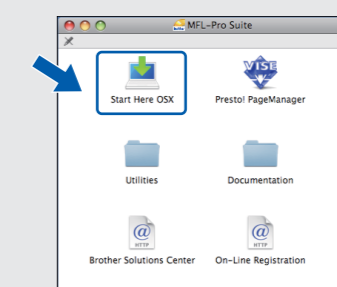 MFL-Pro Suite
Start Here OSX
VISE
Presto! PageManager
Utilities
Documentation
@
HTTP
@
HTTP
Brother Solutions Center
On-Line Registration